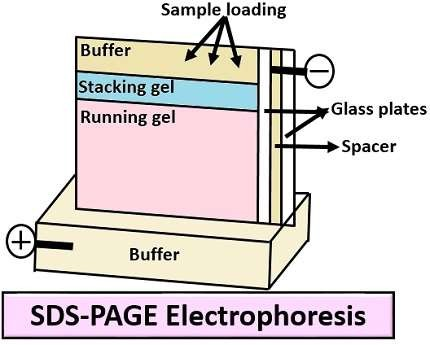 Sample loading
Buffer
Stacking gel
Running gel
Glass plates
Spacer
Buffer
SDS-PAGE Electrophoresis